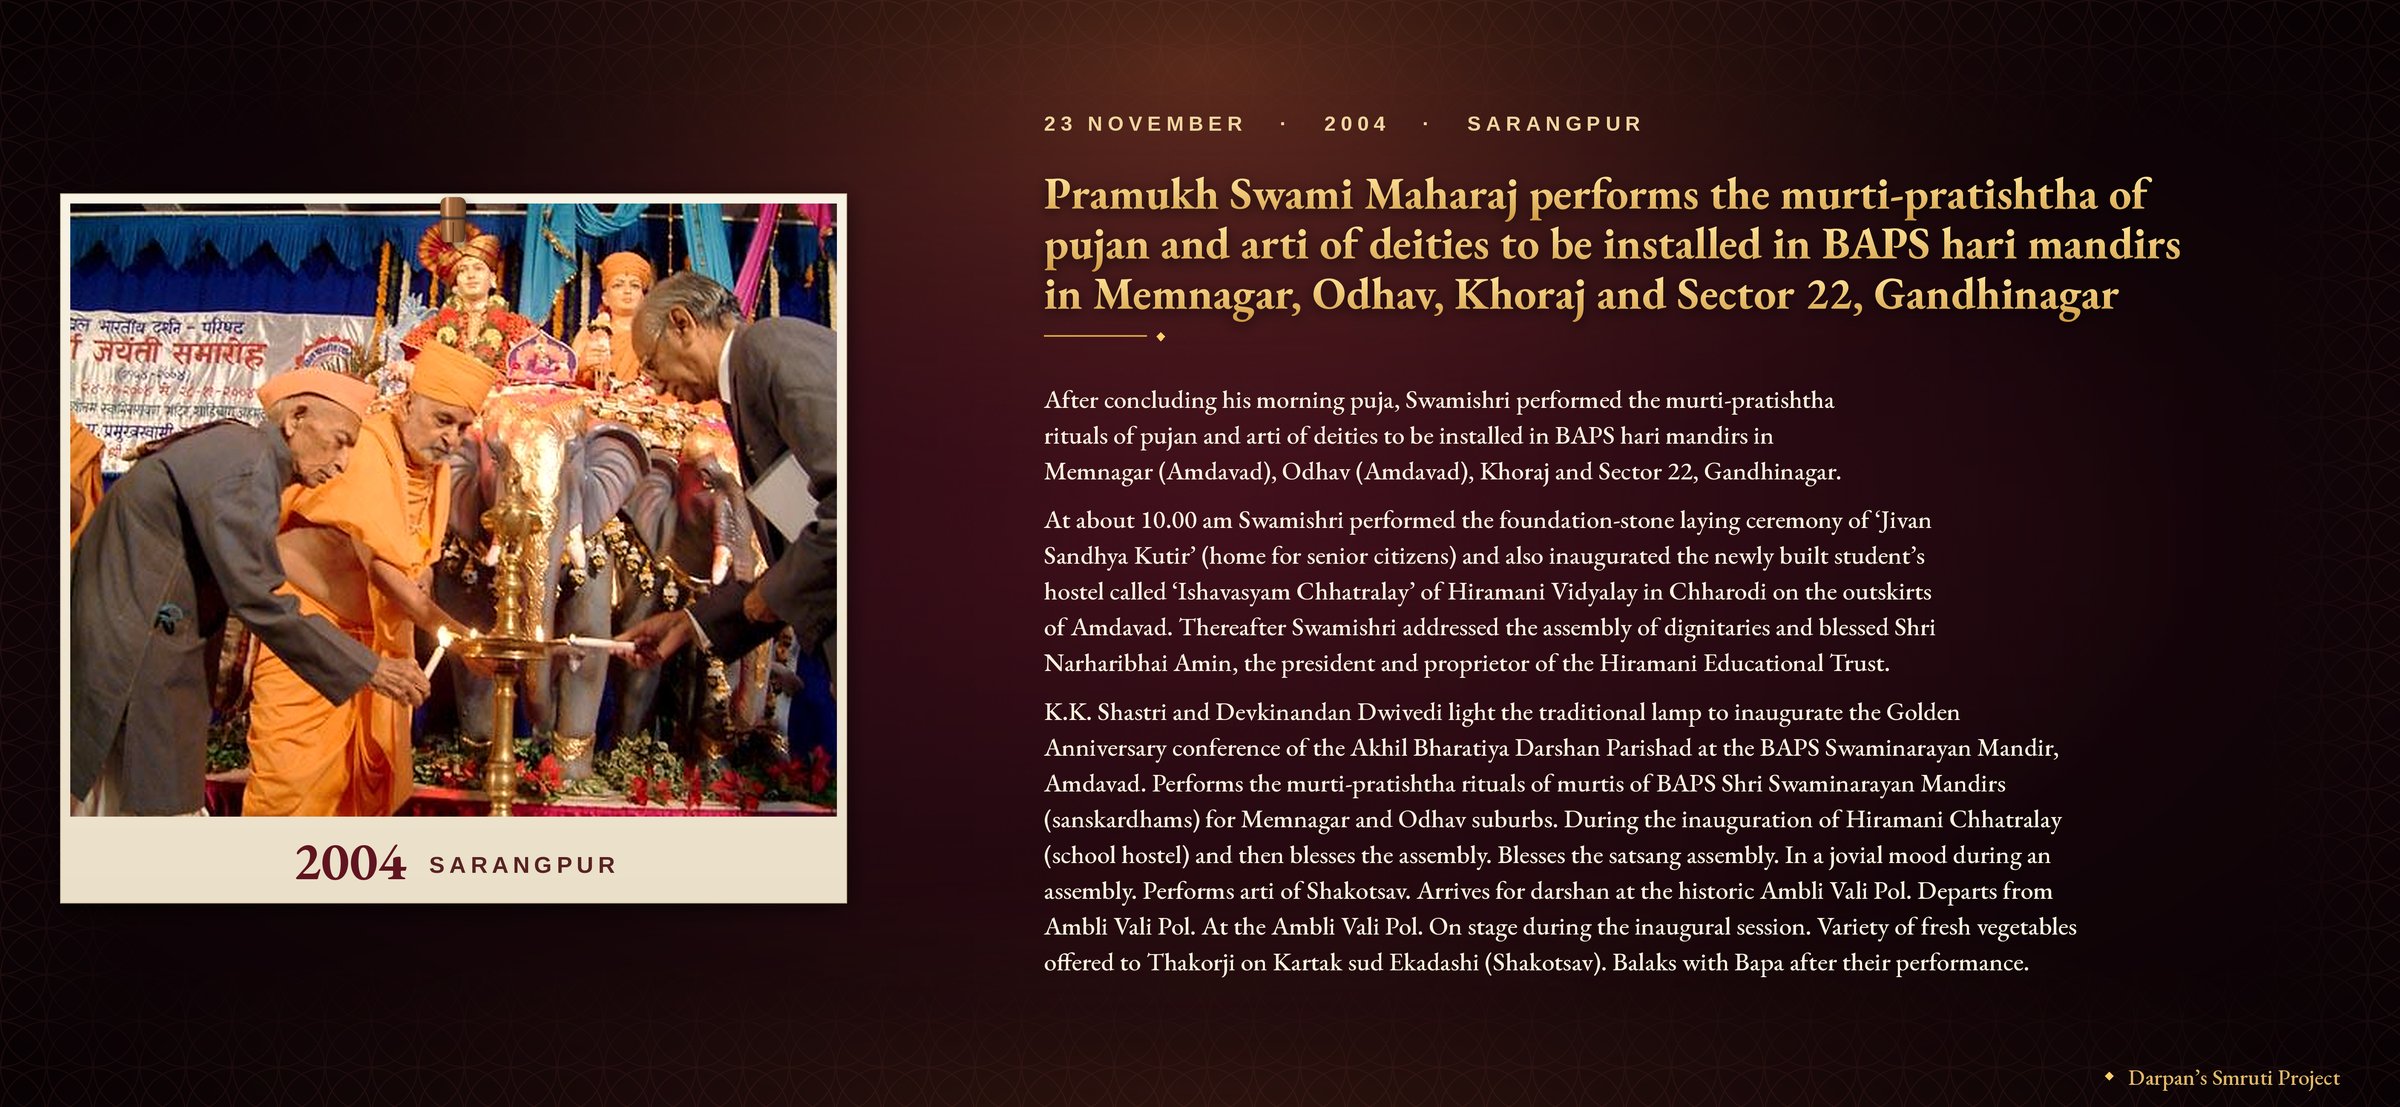 23 NOVEMBER · 2004 · SARANGPUR
Pramukh Swami Maharaj performs the murti-pratishtha of
pujan and arti of deities to be installed in BAPS hari mandirs
in Memnagar, Odhav, Khoraj and Sector 22, Gandhinagar
After concluding his morning puja, Swamishri performed the murti-pratishtha
rituals of pujan and arti of deities to be installed in BAPS hari mandirs in
Memnagar (Amdavad), Odhav (Amdavad), Khoraj and Sector 22, Gandhinagar.
At about 10.00 am Swamishri performed the foundation-stone laying ceremony of ‘Jivan
Sandhya Kutir’ (home for senior citizens) and also inaugurated the newly built student’s
hostel called ‘Ishavasyam Chhatralay’ of Hiramani Vidyalay in Chharodi on the outskirts
of Amdavad. Thereafter Swamishri addressed the assembly of dignitaries and blessed Shri
Narharibhai Amin, the president and proprietor of the Hiramani Educational Trust.
K.K. Shastri and Devkinandan Dwivedi light the traditional lamp to inaugurate the Golden
Anniversary conference of the Akhil Bharatiya Darshan Parishad at the BAPS Swaminarayan Mandir,
Amdavad. Performs the murti-pratishtha rituals of murtis of BAPS Shri Swaminarayan Mandirs
(sanskardhams) for Memnagar and Odhav suburbs. During the inauguration of Hiramani Chhatralay
(school hostel) and then blesses the assembly. Blesses the satsang assembly. In a jovial mood during an
assembly. Performs arti of Shakotsav. Arrives for darshan at the historic Ambli Vali Pol. Departs from
Ambli Vali Pol. At the Ambli Vali Pol. On stage during the inaugural session. Variety of fresh vegetables
offered to Thakorji on Kartak sud Ekadashi (Shakotsav). Balaks with Bapa after their performance.
भारतीय दर्शन - परिषद
जयंती समारोह
2004 SARANGPUR
Darpan’s Smruti Project